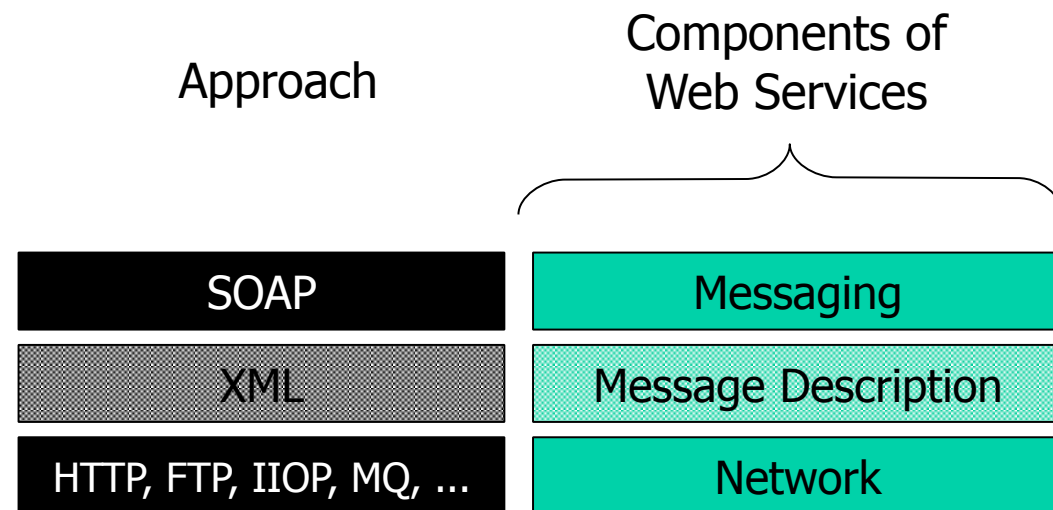 Approach
Components of
Web Services
SOAP
Messaging
XML
Message Description
HTTP, FTP, IIOP, MQ, ...
Network